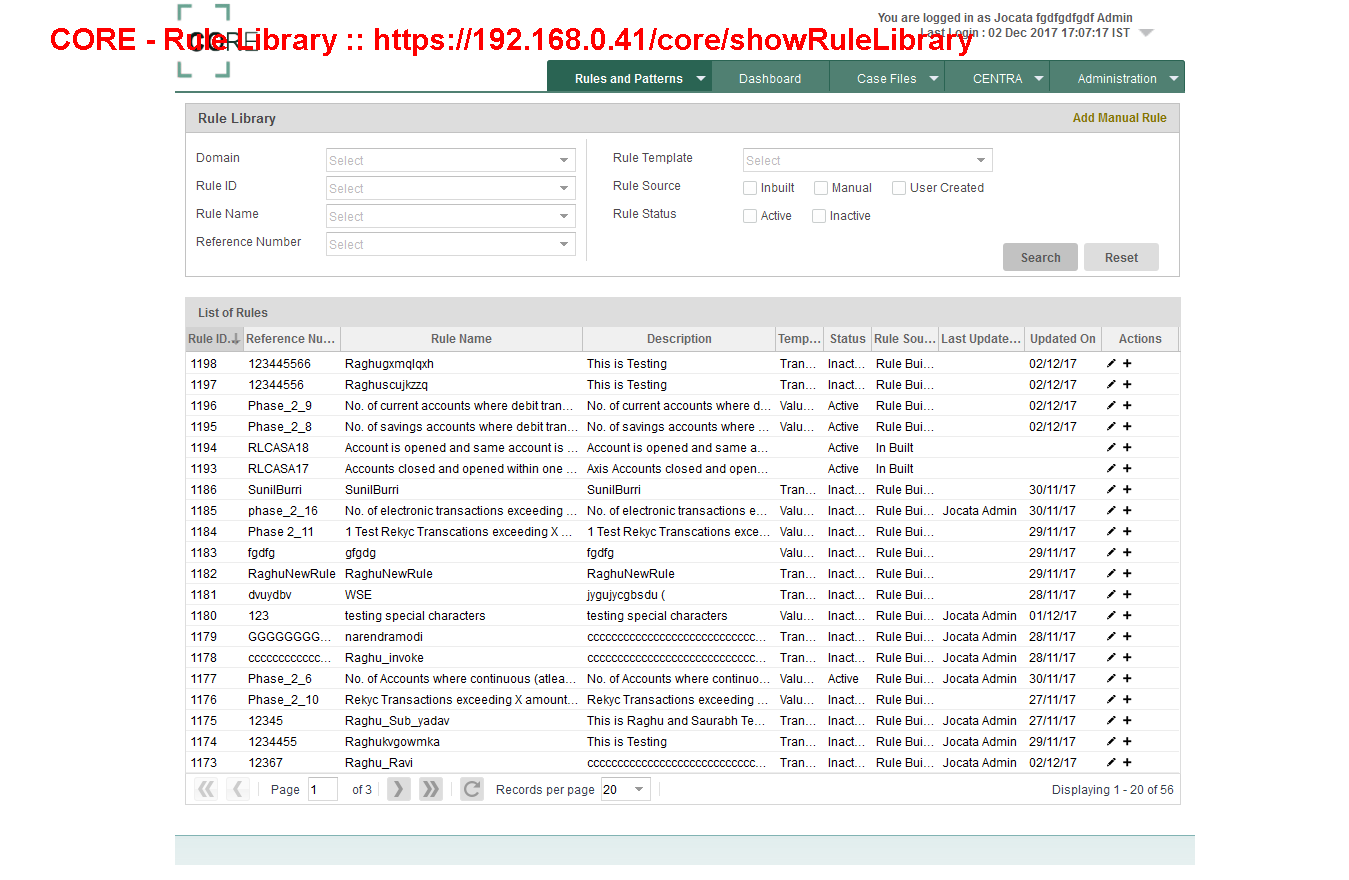 You are logged in as Jocata fgdfgdfgdf Admin
CORE - Rule Library :: https://192.168.0.41/core/showRuleLibrary
CORE
Last Login : 02 Dec 2017 17:07:17 IST
Rules and Patterns Dashboard Case Files CENTRA Administration
Rule Library Add Manual Rule
Domain Select Rule Template Select
Rule ID Select Rule Source Inbuilt Manual User Created
Rule Name Select Rule Status Active Inactive
Reference Number Select
Search Reset
List of Rules
Rule ID. Reference Nu... Rule Name Description Temp... Status Rule Sou... Last Update... Updated On Actions
1198 123445566 Raghugxmqlqxh This is Testing Tran... Inact... Rule Bui... 02/12/17
1197 12344556 Raghuscujkzzq This is Testing Tran... Inact... Rule Bui... 02/12/17
1196 Phase_2_9 No. of current accounts where debit tran... No. of current accounts where d... Valu... Active Rule Bui... 02/12/17
1195 Phase_2_8 No. of savings accounts where debit tran... No. of savings accounts where ... Valu... Active Rule Bui... 02/12/17
1194 RLCASA18 Account is opened and same account is ... Account is opened and same a... Active In Built
1193 RLCASA17 Accounts closed and opened within one ... Axis Accounts closed and open... Active In Built
1186 SunilBurri SunilBurri SunilBurri Tran... Inact... Rule Bui... 30/11/17
1185 phase_2_16 No. of electronic transactions exceeding ... No. of electronic transactions e... Valu... Inact... Rule Bui... Jocata Admin 30/11/17
1184 Phase 2_11 1 Test Rekyc Transcations exceeding X ... 1 Test Rekyc Transcations exce... Valu... Inact... Rule Bui... 29/11/17
1183 fgdfg gfgdg fgdfg Valu... Inact... Rule Bui... 29/11/17
1182 RaghuNewRule RaghuNewRule RaghuNewRule Tran... Inact... Rule Bui... 29/11/17
1181 dvuydbv WSE jygujycgbsdu ( Tran... Inact... Rule Bui... 28/11/17
1180 123 testing special characters testing special characters Valu... Inact... Rule Bui... Jocata Admin 01/12/17
1179 GGGGGGGG... narendramodi cccccccccccccccccccccccccccc... Tran... Inact... Rule Bui... Jocata Admin 28/11/17
1178 cccccccccccc... Raghu_invoke cccccccccccccccccccccccccccc... Tran... Inact... Rule Bui... Jocata Admin 28/11/17
1177 Phase_2_6 No. of Accounts where continuous (atlea... No. of Accounts where continuo... Valu... Active Rule Bui... Jocata Admin 30/11/17
1176 Phase_2_10 Rekyc Transactions exceeding X amount... Rekyc Transactions exceeding ... Valu... Inact... Rule Bui... 27/11/17
1175 12345 Raghu_Sub_yadav This is Raghu and Saurabh Te... Tran... Inact... Rule Bui... Jocata Admin 27/11/17
1174 1234455 Raghukvgowmka This is Testing Tran... Inact... Rule Bui... Jocata Admin 29/11/17
1173 12367 Raghu_Ravi cccccccccccccccccccccccccccc... Tran... Inact... Rule Bui... Jocata Admin 02/12/17
Page 1 of 3 Records per page 20 Displaying 1 - 20 of 56